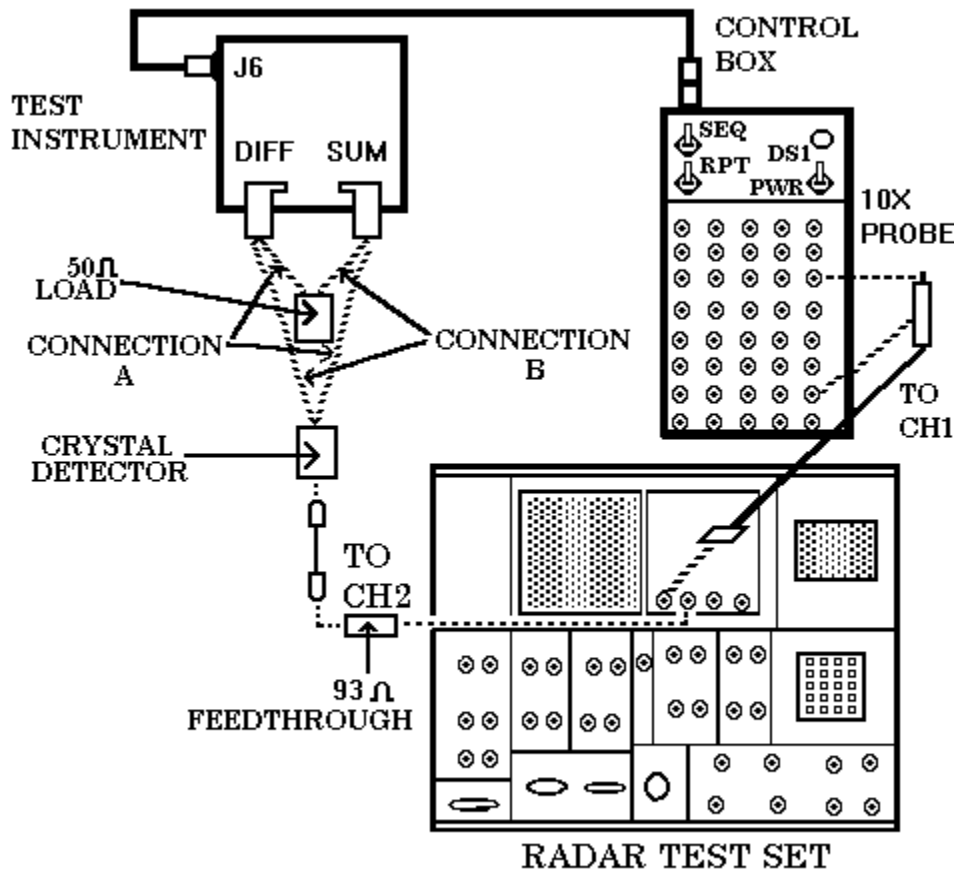 CONTROL
BOX
J6
TEST
INSTRUMENT
DIFF SUM
SEQ
RPT
DS1
PWR
10X
PROBE
50Ω
LOAD
CONNECTION
A
CONNECTION
B
TO
CH1
CRYSTAL
DETECTOR
TO
CH2
93 Ω
FEEDTHROUGH
RADAR TEST SET